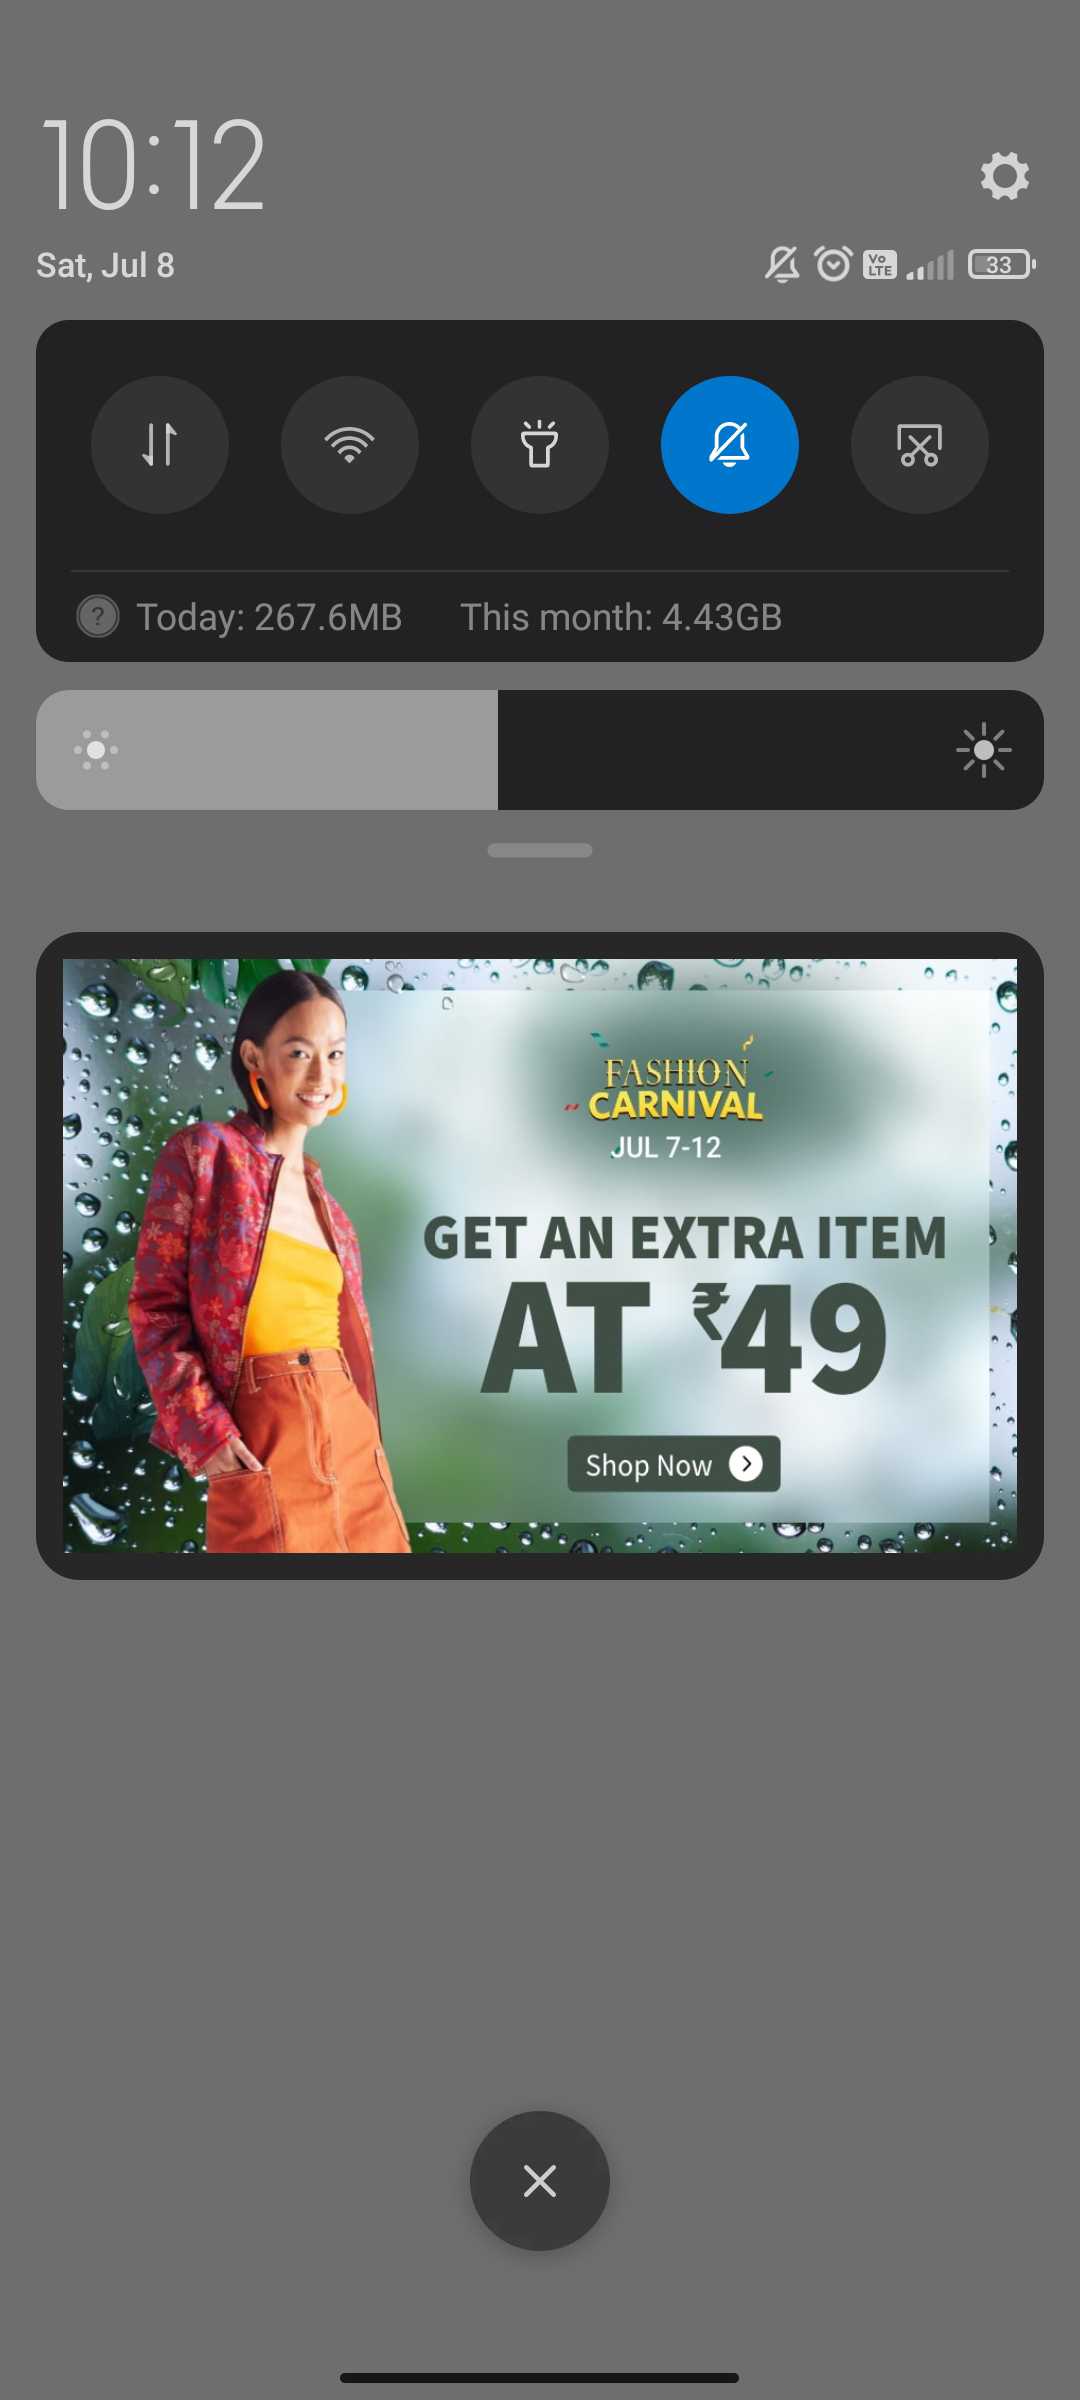 10:12
Sat, Jul 8
Vo
LTE
33
?
Today: 267.6MB
This month: 4.43GB
FASHION
CARNIVAL
JUL 7-12
GET AN EXTRA ITEM
AT ₹49
Shop Now